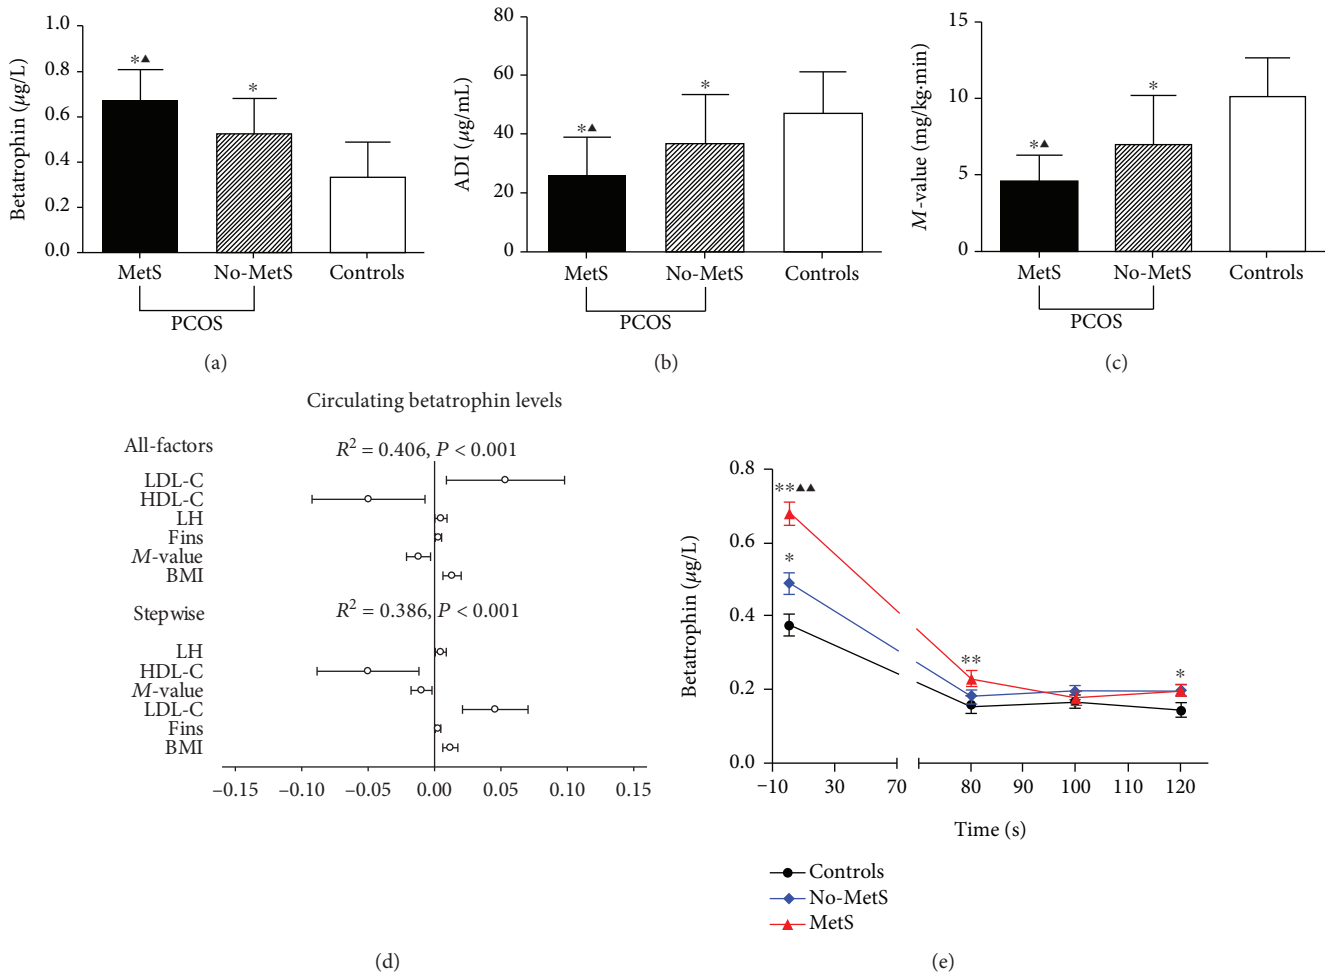 Betatrophin (μg/L)
1.0
0.8
0.6
0.4
0.2
0.0
*▲
*
MetS
No-MetS
Controls
PCOS
(a)
ADI (μg/mL)
80
60
40
20
0
*▲
*
MetS
No-MetS
Controls
PCOS
(b)
M-value (mg/kg·min)
15
10
5
0
*▲
*
MetS
No-MetS
Controls
PCOS
(c)
Circulating betatrophin levels
All-factors
R² = 0.406, P < 0.001
LDL-C
HDL-C
LH
Fins
M-value
BMI
Stepwise
R² = 0.386, P < 0.001
LH
HDL-C
M-value
LDL-C
Fins
BMI
−0.15 −0.10 −0.05 0.00 0.05 0.10 0.15
(d)
Betatrophin (μg/L)
0.8
0.6
0.4
0.2
0.0
**▲▲
*
**
*
−10 30 70 80 90 100 110 120
Time (s)
Controls
No-MetS
MetS
(e)